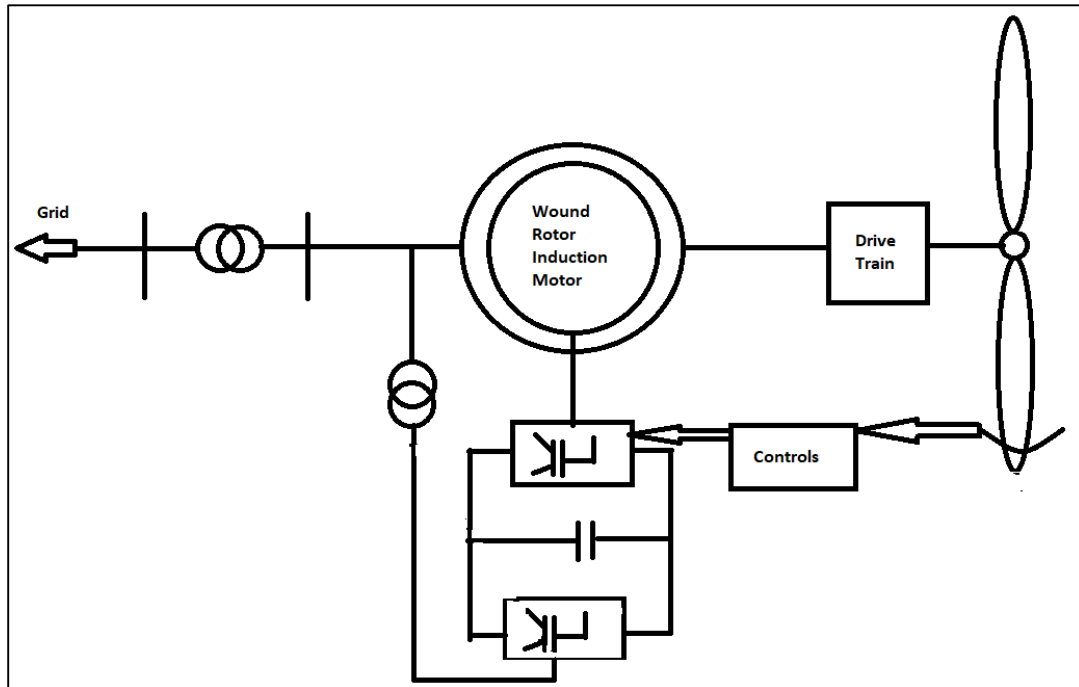 Grid
Wound
Rotor
Induction
Motor
Drive
Train
Controls